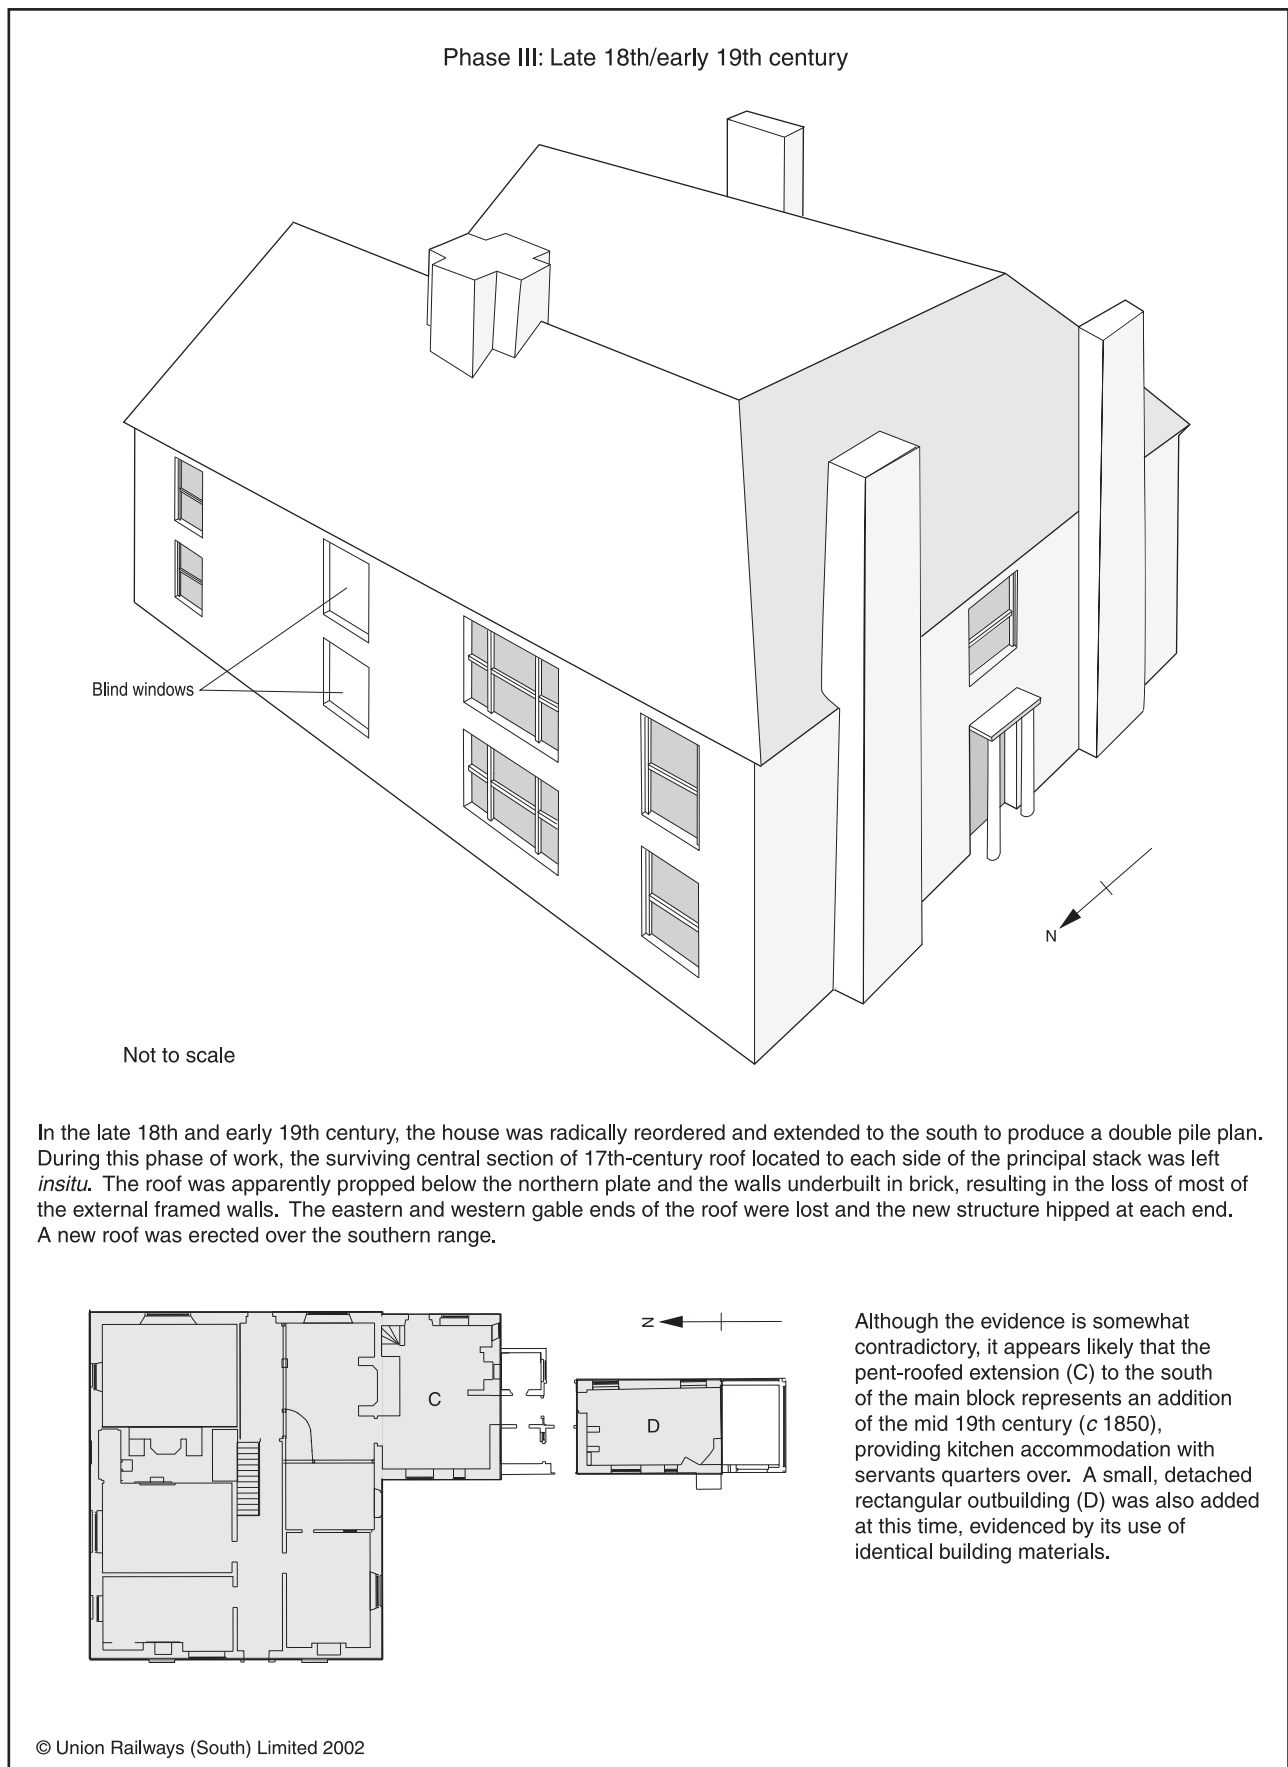 Phase III: Late 18th/early 19th century
Blind windows
N
Not to scale
In the late 18th and early 19th century, the house was radically reordered and extended to the south to produce a double pile plan.
During this phase of work, the surviving central section of 17th-century roof located to each side of the principal stack was left
insitu. The roof was apparently propped below the northern plate and the walls underbuilt in brick, resulting in the loss of most of
the external framed walls. The eastern and western gable ends of the roof were lost and the new structure hipped at each end.
A new roof was erected over the southern range.
N
C
D
Although the evidence is somewhat
contradictory, it appears likely that the
pent-roofed extension (C) to the south
of the main block represents an addition
of the mid 19th century (c 1850),
providing kitchen accommodation with
servants quarters over. A small, detached
rectangular outbuilding (D) was also added
at this time, evidenced by its use of
identical building materials.
© Union Railways (South) Limited 2002